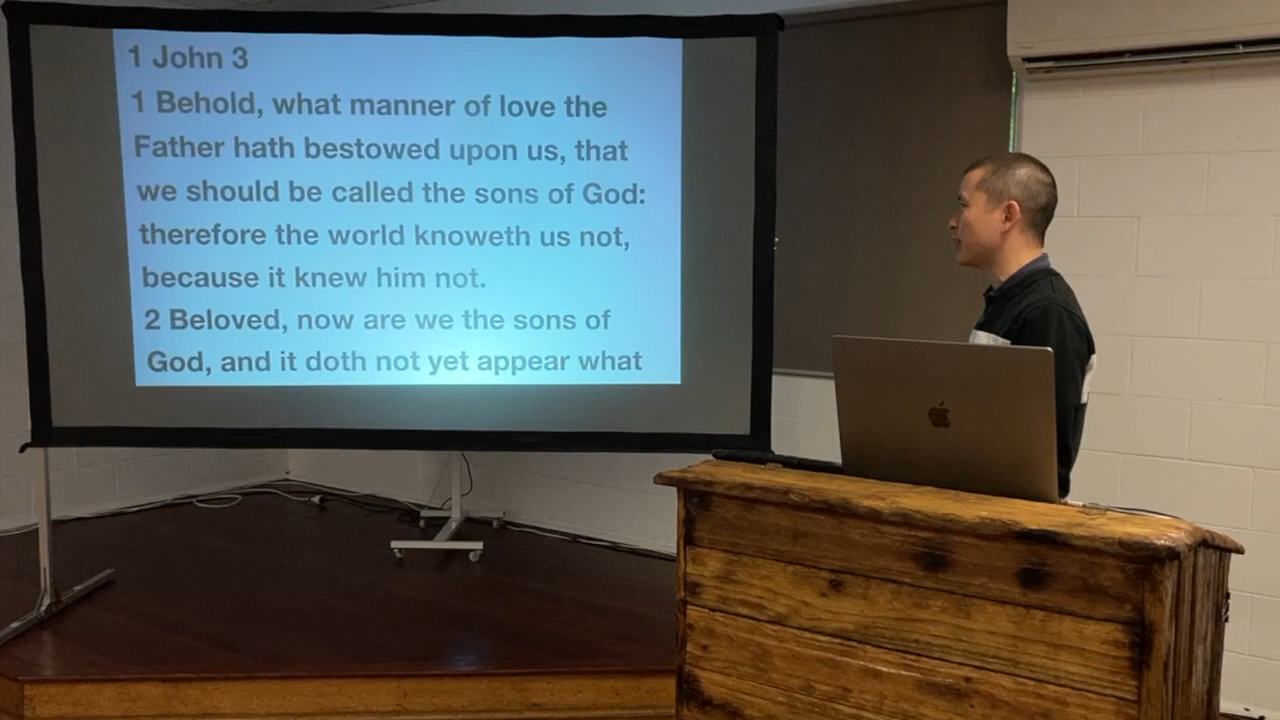 1 John 3
1 Behold, what manner of love the
Father hath bestowed upon us, that
we should be called the sons of God:
therefore the world knoweth us not,
because it knew him not.
2 Beloved, now are we the sons of
God, and it doth not yet appear what